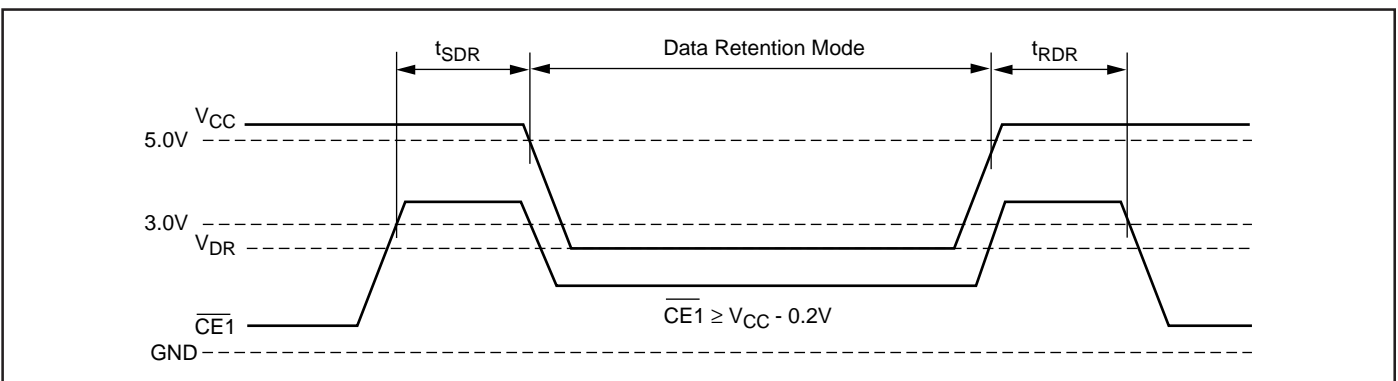 tSDR Data Retention Mode tRDR
VCC
5.0V
3.0V
VDR
CE1 ≥ VCC - 0.2V
CE1
GND